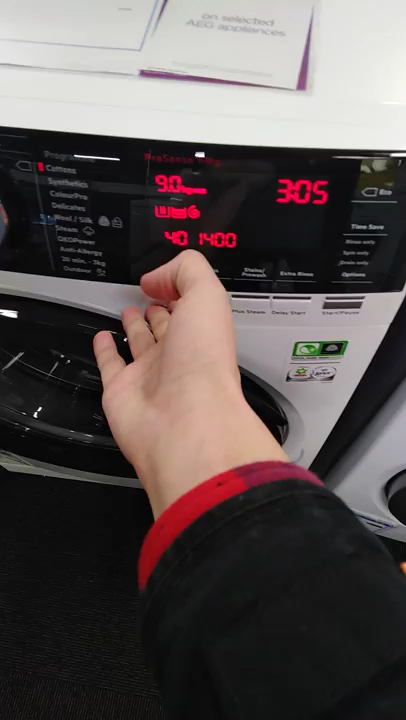 on selected
AEG appliances
ProSense
Cottons
Synthetics
ColourPro
Delicates
Wool / Silk
Steam
OKOPower
Anti-Allergy
20 min. - 3kg
Outdoor
9.0
3:05
40 1400
Eco
Time Save
Rinse only
Spin only
Drain only
Options
Stains/
Prewash
Extra Rinse
Plus Steam
Delay Start
Start/Pause